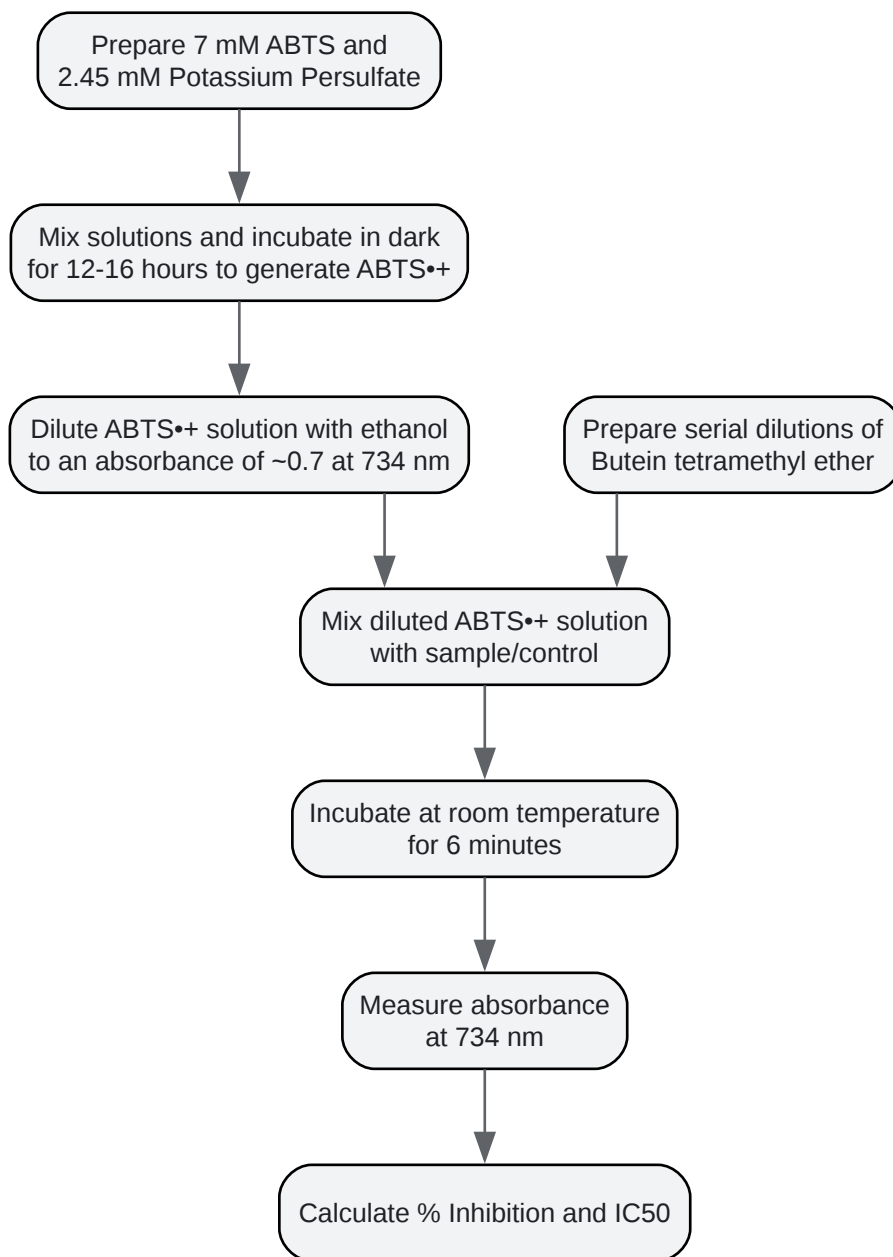 Prepare 7 mM ABTS and
2.45 mM Potassium Persulfate
Mix solutions and incubate in dark
for 12-16 hours to generate ABTS•+
Dilute ABTS•+ solution with ethanol
to an absorbance of ~0.7 at 734 nm
Prepare serial dilutions of
Butein tetramethyl ether
Mix diluted ABTS•+ solution
with sample/control
Incubate at room temperature
for 6 minutes
Measure absorbance
at 734 nm
Calculate % Inhibition and IC50